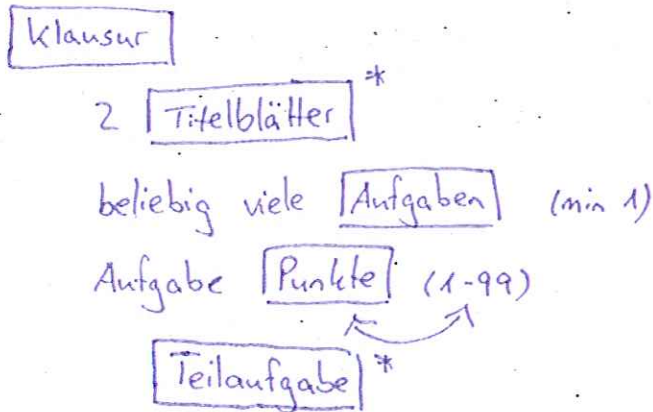 Klausur
2 Titelblätter *
beliebig viele Aufgaben (min 1)
Aufgabe Punkte (1-99)
Teilaufgabe *